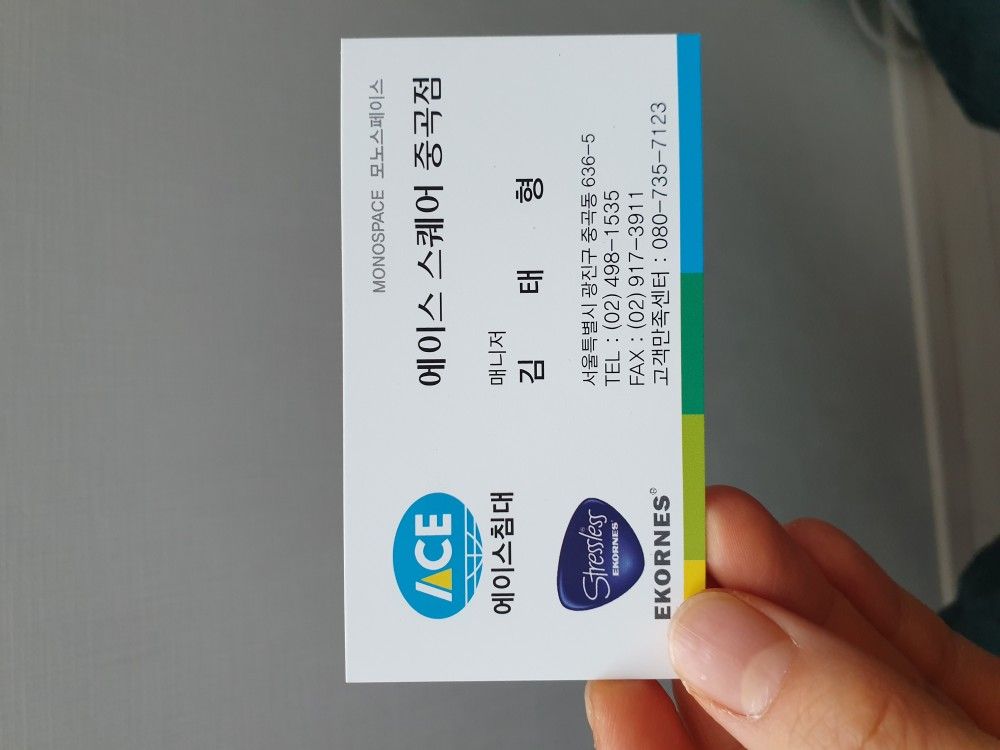 MONOSPACE 모노스페이스
에이스 스퀘어 중곡점
매니저
김 태 형
서울특별시 광진구 중곡동 636-5
TEL : (02) 498-1535
FAX : (02) 917-3911
고객만족센터 : 080-735-7123
ACE
에이스침대
Stressless®
EKORNES
EKORNES®